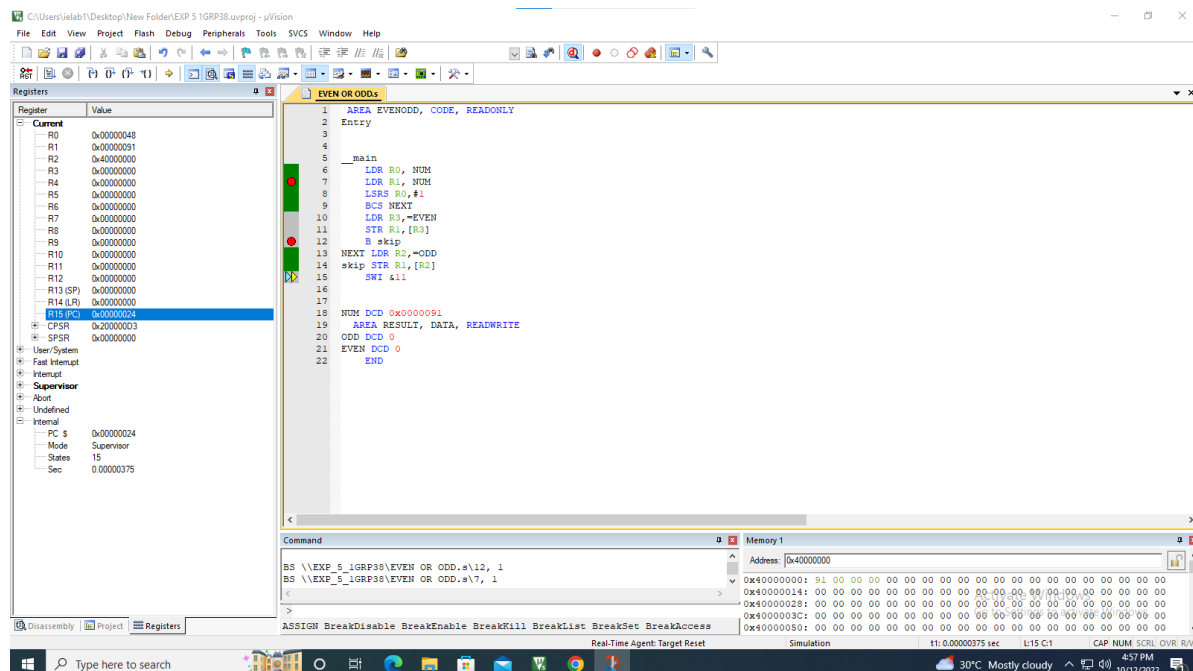 C:\Users\ielab1\Desktop\New Folder\EXP 5 1GRP38.uvproj - µVision
File Edit View Project Flash Debug Peripherals Tools SVCS Window Help
Registers
Register Value
Current
R0 0x00000048
R1 0x00000091
R2 0x40000000
R3 0x00000000
R4 0x00000000
R5 0x00000000
R6 0x00000000
R7 0x00000000
R8 0x00000000
R9 0x00000000
R10 0x00000000
R11 0x00000000
R12 0x00000000
R13 (SP) 0x00000000
R14 (LR) 0x00000000
R15 (PC) 0x00000024
CPSR 0x200000D3
SPSR 0x00000000
User/System
Fast Interrupt
Interrupt
Supervisor
Abort
Undefined
Internal
PC $ 0x00000024
Mode Supervisor
States 15
Sec 0.00000375
Disassembly Project Registers
EVEN OR ODD.s
1 AREA EVENODD, CODE, READONLY
2 Entry
3
4
5 __main
6 LDR R0, NUM
7 LDR R1, NUM
8 LSRS R0,#1
9 BCS NEXT
10 LDR R3,=EVEN
11 STR R1,[R3]
12 B skip
13 NEXT LDR R2,=ODD
14 skip STR R1,[R2]
15 SWI &11
16
17
18 NUM DCD 0x0000091
19 AREA RESULT, DATA, READWRITE
20 ODD DCD 0
21 EVEN DCD 0
22 END
Command
BS \\EXP_5_1GRP38\EVEN OR ODD.s\12, 1
BS \\EXP_5_1GRP38\EVEN OR ODD.s\7, 1
>
ASSIGN BreakDisable BreakEnable BreakKill BreakList BreakSet BreakAccess
Memory 1
Address: 0x40000000
0x40000000: 91 00 00 00 00 00 00 00 00 00 00 00 00 00 00 00 00 00 00 00
0x40000014: 00 00 00 00 00 00 00 00 00 00 00 00 00 00 00 00 00 00 00 00
0x40000028: 00 00 00 00 00 00 00 00 00 00 00 00 00 00 00 00 00 00 00 00
0x4000003C: 00 00 00 00 00 00 00 00 00 00 00 00 00 00 00 00 00 00 00 00
0x40000050: 00 00 00 00 00 00 00 00 00 00 00 00 00 00 00 00 00 00 00 00
Activate Windows
Real-Time Agent: Target Reset Simulation t1: 0.00000375 sec L:15 C:1 CAP NUM SCRL OVR R/
Type here to search
30°C Mostly cloudy
4:57 PM